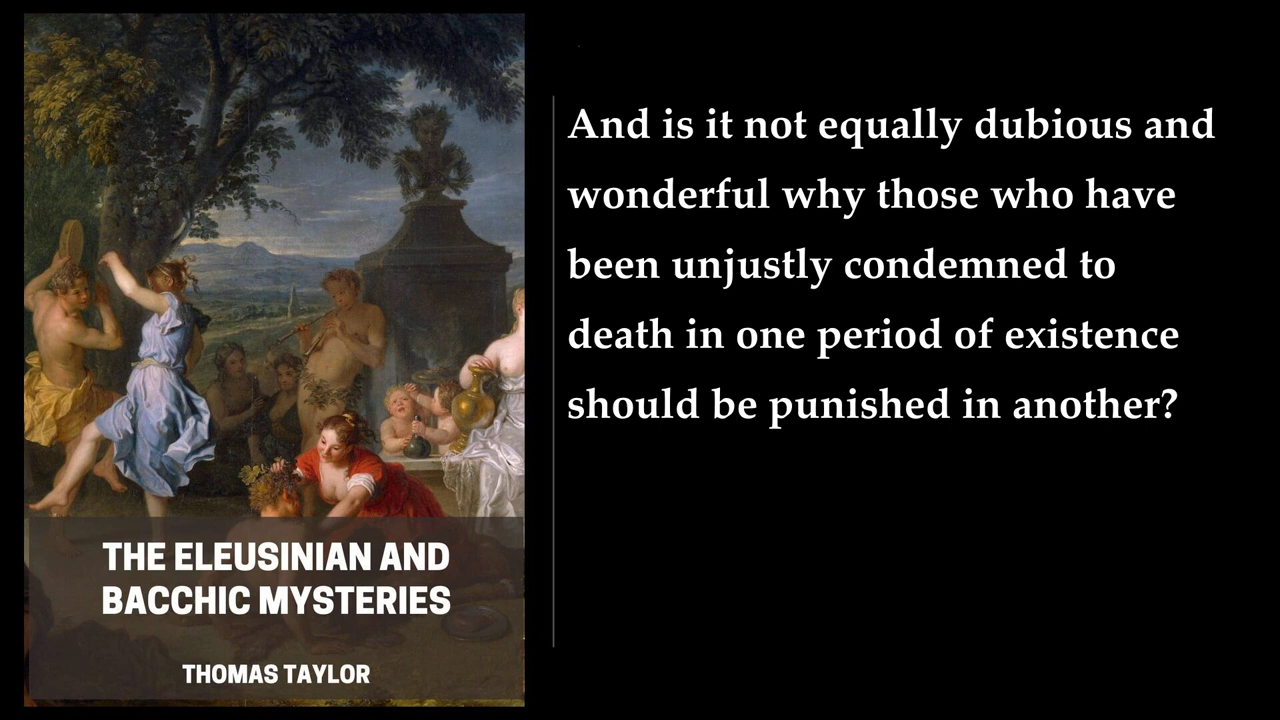 THE ELEUSINIAN AND
BACCHIC MYSTERIES
THOMAS TAYLOR
And is it not equally dubious and
wonderful why those who have
been unjustly condemned to
death in one period of existence
should be punished in another?